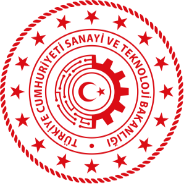 TÜRKİYE CUMHURİYETİ SANAYİ VE TEKNOLOJİ BAKANLIĞI